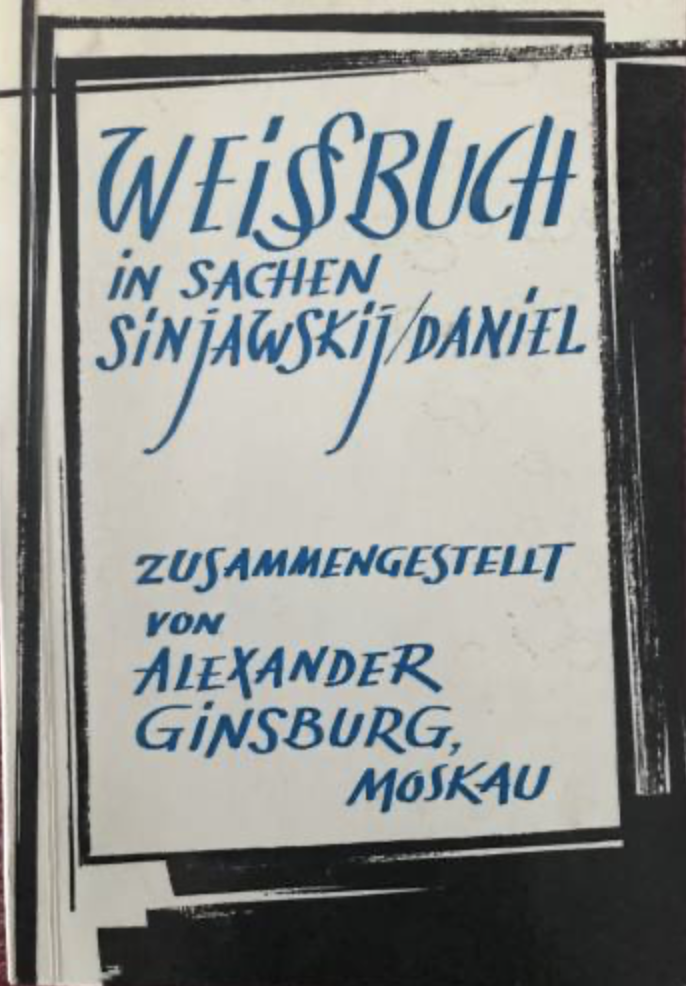 WEISSBUCH
IN SACHEN
SINJAWSKIJ/DANIEL
ZUSAMMENGESTELLT
VON
ALEXANDER
GINSBURG,
MOSKAU